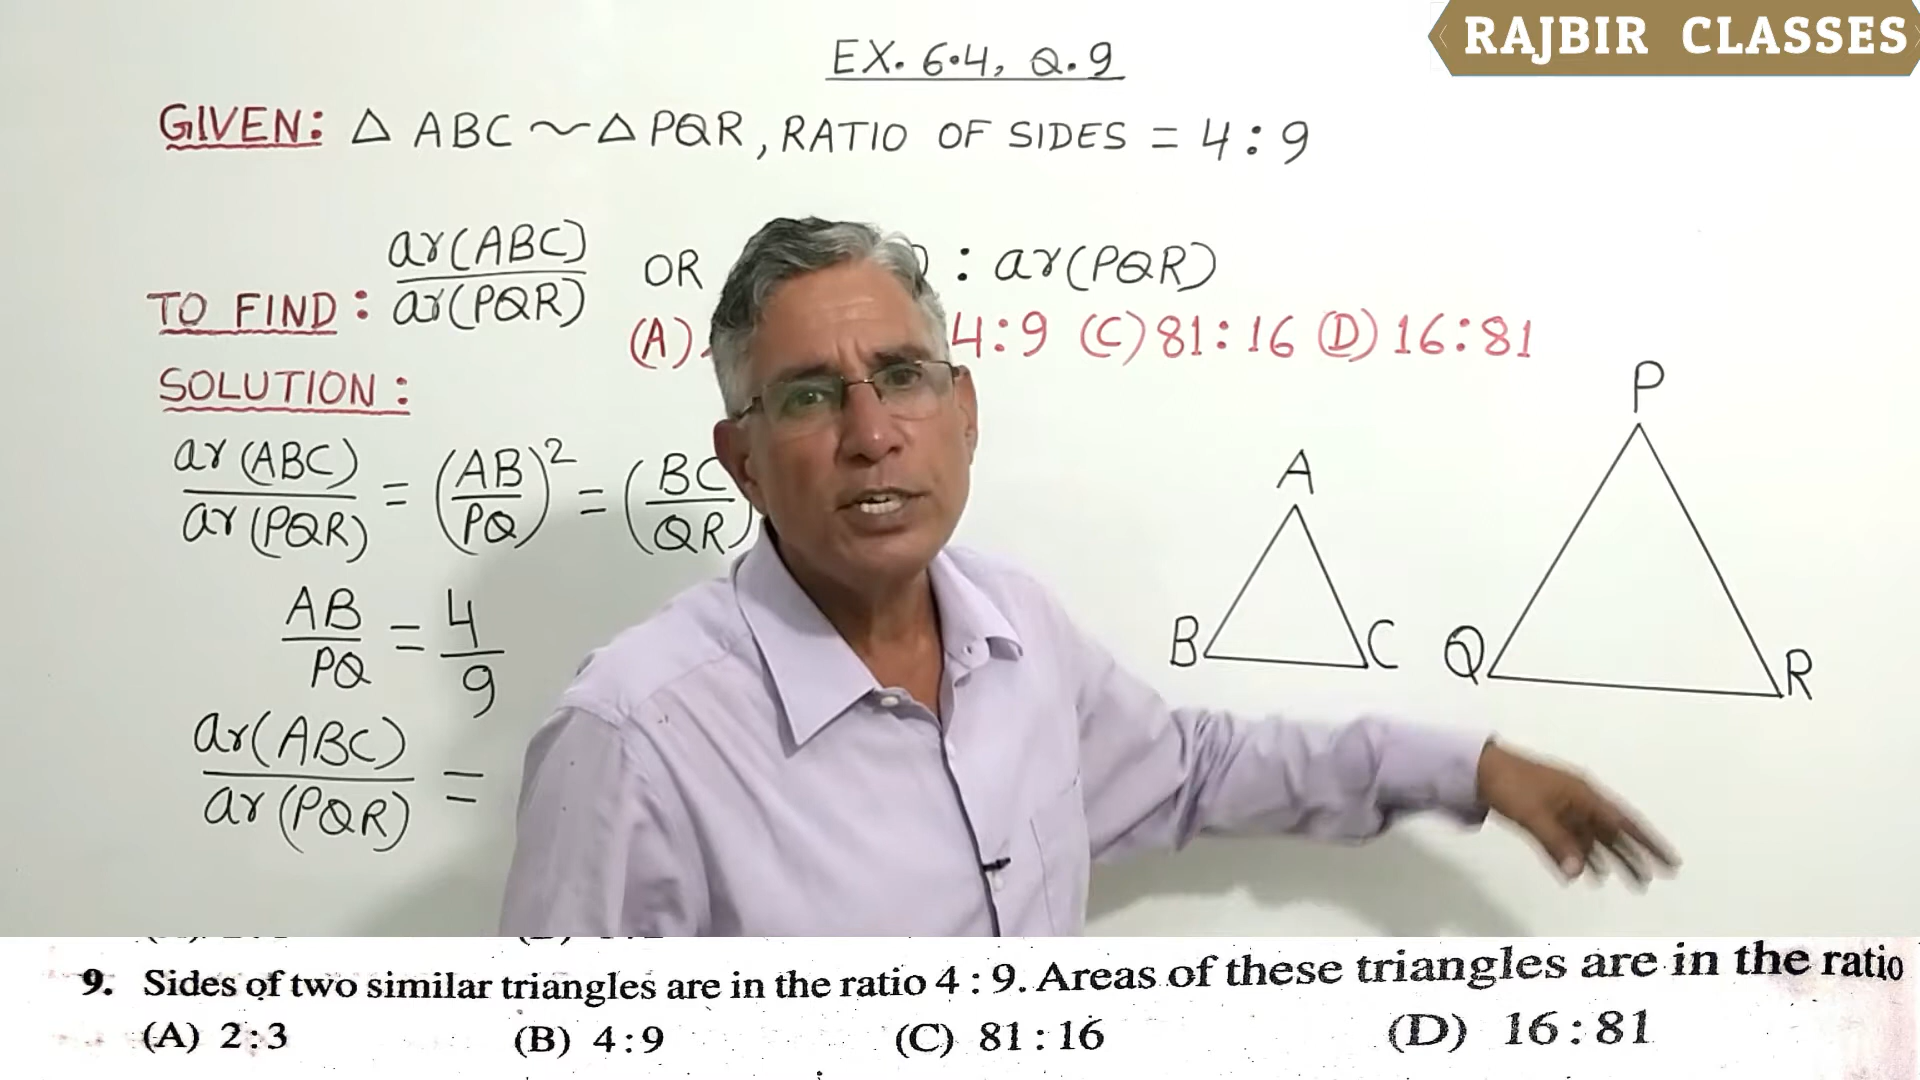 RAJBIR CLASSES
EX. 6.4, Q.9
GIVEN: △ ABC ~ △ PQR, RATIO OF SIDES = 4 : 9
TO FIND: ar(ABC)/ar(PQR) OR ) : ar(PQR)
(A) 4:9 (C) 81:16 (D) 16:81
SOLUTION:
ar(ABC)/ar(PQR) = (AB/PQ)² = (BC/QR)
AB/PQ = 4/9
ar(ABC)/ar(PQR) =
P
A
B C Q R
9. Sides of two similar triangles are in the ratio 4 : 9. Areas of these triangles are in the ratio
(A) 2 : 3 (B) 4 : 9 (C) 81 : 16 (D) 16 : 81